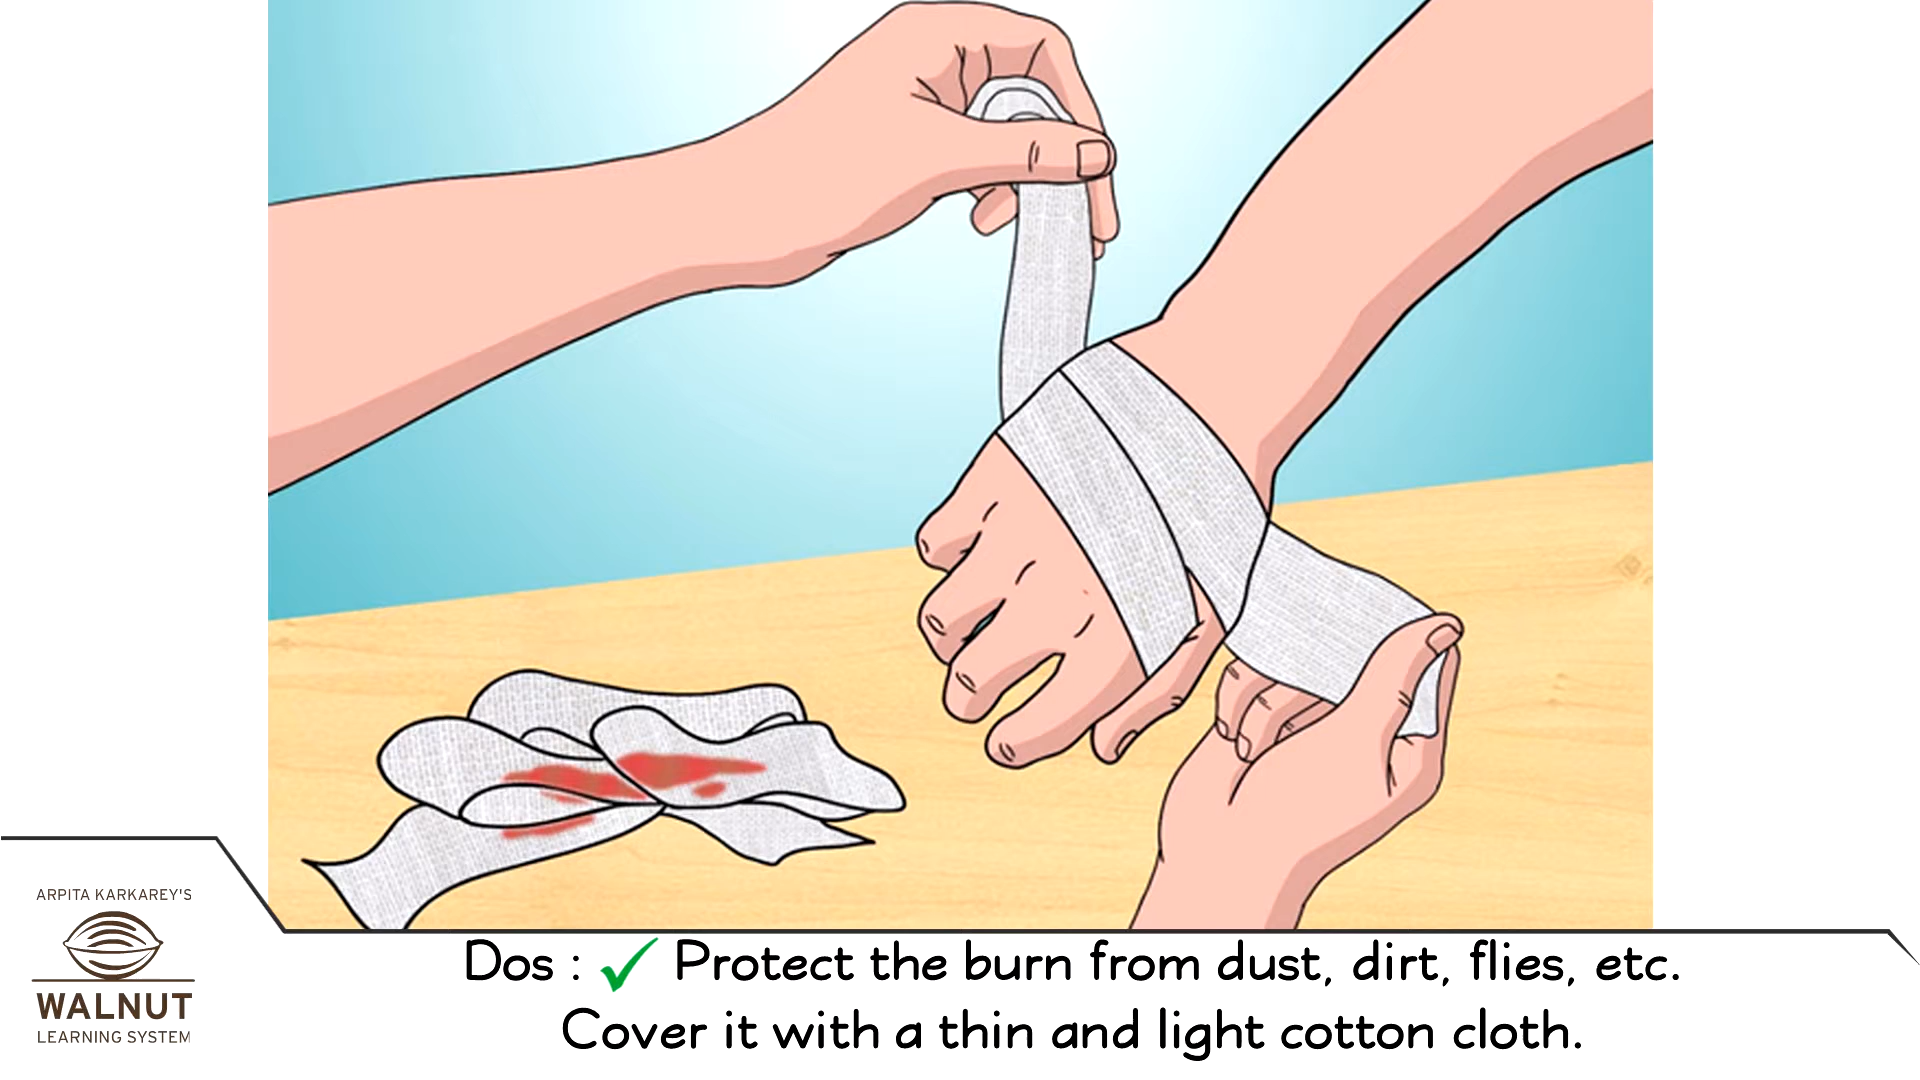 ARPITA KARKAREY'S
WALNUT
LEARNING SYSTEM
Dos : ✓ Protect the burn from dust, dirt, flies, etc.
Cover it with a thin and light cotton cloth.